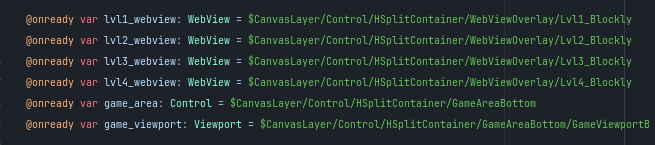 @onready var lvl1_webview: WebView = $CanvasLayer/Control/HSplitContainer/WebViewOverlay/Lvl1_Blockly
@onready var lvl2_webview: WebView = $CanvasLayer/Control/HSplitContainer/WebViewOverlay/Lvl2_Blockly
@onready var lvl3_webview: WebView = $CanvasLayer/Control/HSplitContainer/WebViewOverlay/Lvl3_Blockly
@onready var lvl4_webview: WebView = $CanvasLayer/Control/HSplitContainer/WebViewOverlay/Lvl4_Blockly
@onready var game_area: Control = $CanvasLayer/Control/HSplitContainer/GameAreaBottom
@onready var game_viewport: Viewport = $CanvasLayer/Control/HSplitContainer/GameAreaBottom/GameViewportB